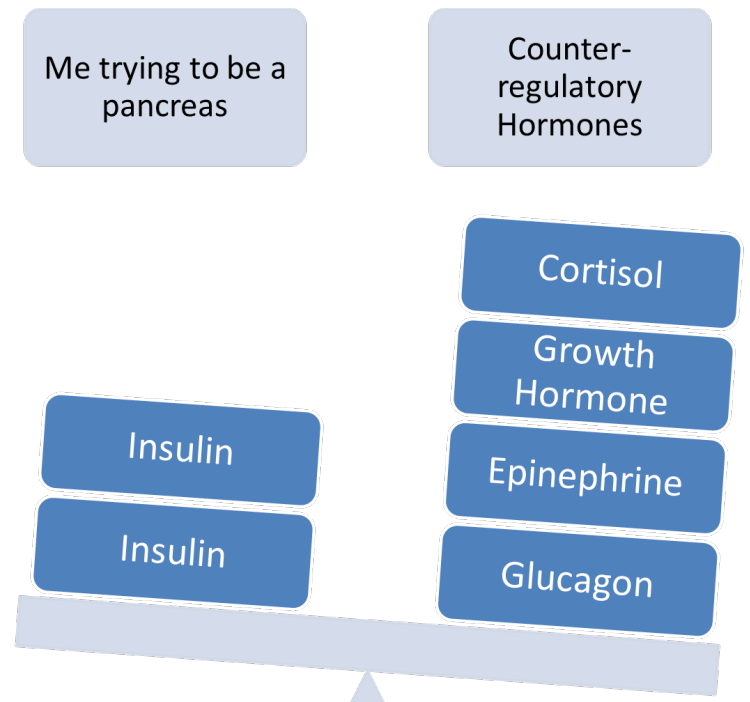 Me trying to be a
pancreas
Counter-
regulatory
Hormones
Cortisol
Growth
Hormone
Insulin
Epinephrine
Insulin
Glucagon